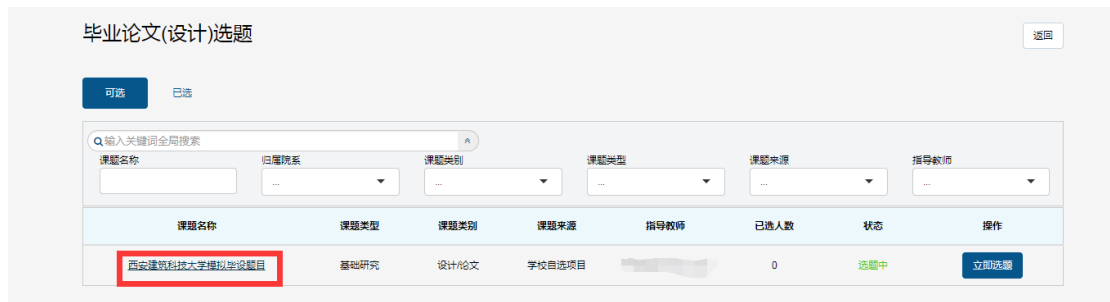 毕业论文(设计)选题
返回
可选 已选
输入关键词全局搜索
课题名称 归属院系 课题类别 课题类型 课题来源 指导教师
... ... ... ... ...
课题名称 课题类型 课题类别 课题来源 指导教师 已选人数 状态 操作
西安建筑科技大学模拟毕设题目 基础研究 设计/论文 学校自选项目 0 选题中 立即选题